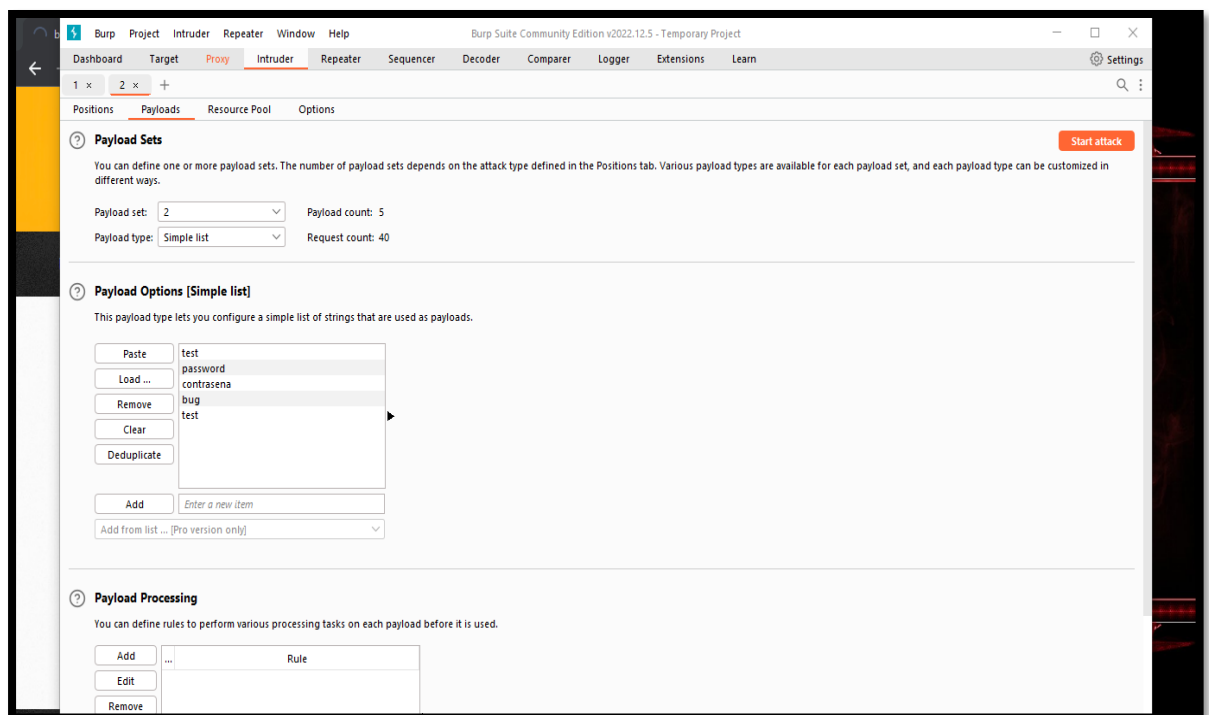 Burp Project Intruder Repeater Window Help Burp Suite Community Edition v2022.12.5 - Temporary Project
Dashboard Target Proxy Intruder Repeater Sequencer Decoder Comparer Logger Extensions Learn Settings
1 × 2 × +
Positions Payloads Resource Pool Options
? Payload Sets Start attack
You can define one or more payload sets. The number of payload sets depends on the attack type defined in the Positions tab. Various payload types are available for each payload set, and each payload type can be customized in
different ways.
Payload set: 2 Payload count: 5
Payload type: Simple list Request count: 40
? Payload Options [Simple list]
This payload type lets you configure a simple list of strings that are used as payloads.
Paste test
password
Load ... contrasena
Remove bug
test
Clear
Deduplicate
Add Enter a new item
Add from list ... [Pro version only]
? Payload Processing
You can define rules to perform various processing tasks on each payload before it is used.
Add ... Rule
Edit
Remove